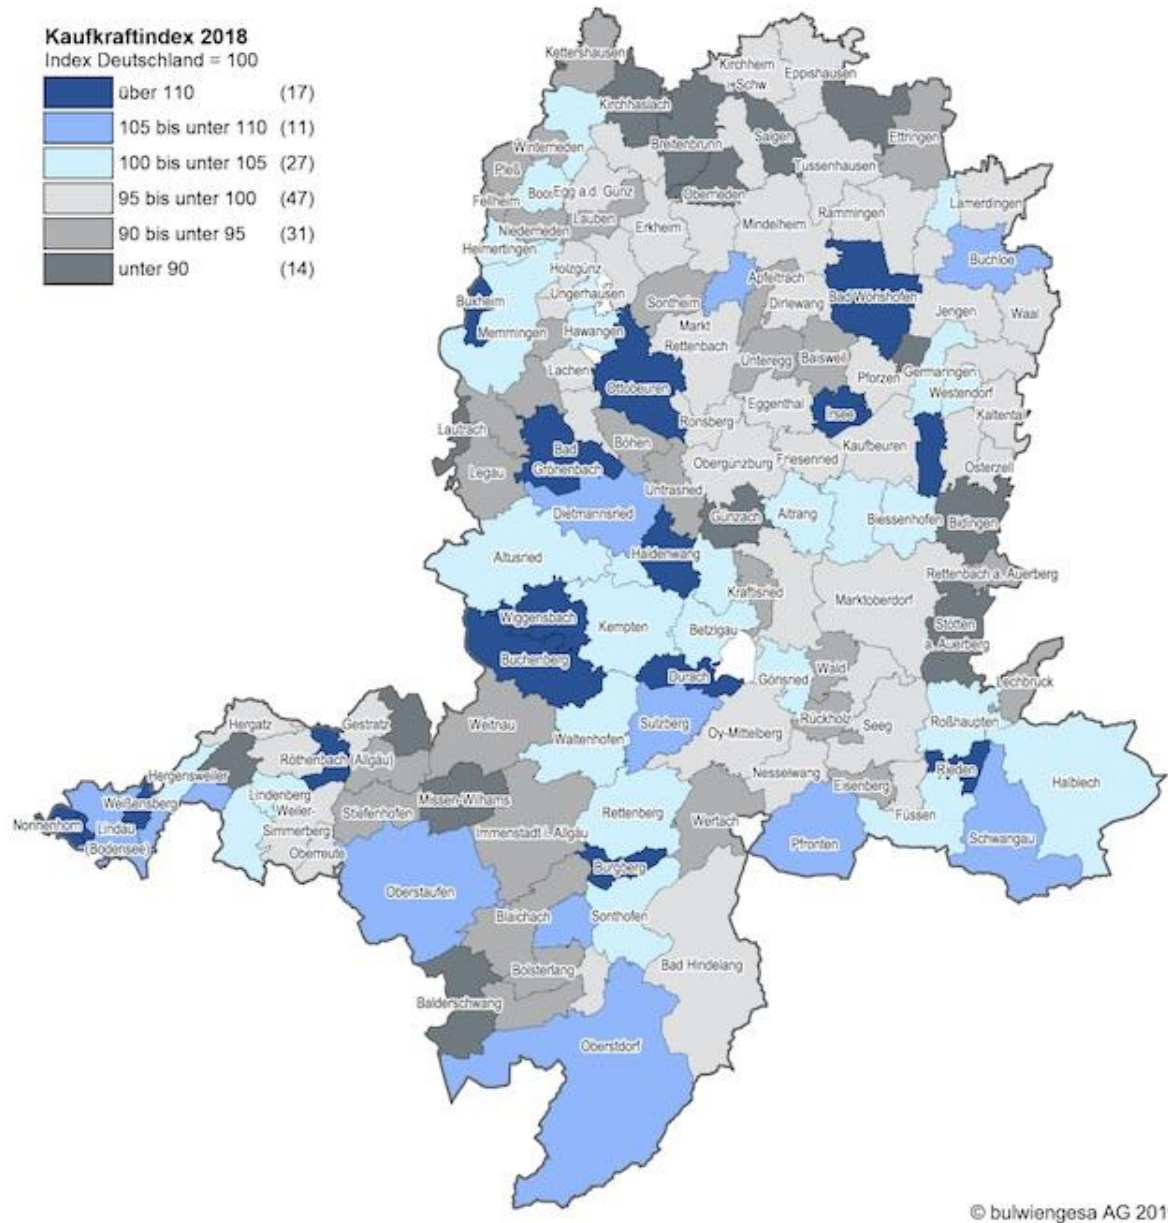 Kaufkraftindex 2018
Index Deutschland = 100
über 110 (17)
105 bis unter 110 (11)
100 bis unter 105 (27)
95 bis unter 100 (47)
90 bis unter 95 (31)
unter 90 (14)
Kettershausen
Kirchheim
i. Schw.
Eppishausen
Kirchhaslach
Breitenbrunn
Salgen
Ettringen
Winterrieden
Pleß
Tussenhausen
Boos
Egg a.d. Günz
Oberrieden
Fellheim
Lauben
Rammingen
Lamerdingen
Niederrieden
Erkheim
Mindelheim
Heimertingen
Buchloe
Holzgünz
Apfeltrach
Ungerhausen
Sontheim
Dirlewang
Bad Wörishofen
Buxheim
Jengen
Waal
Memmingen
Hawangen
Markt
Rettenbach
Unteregg
Baisweil
Lachen
Pforzen
Germaringen
Ottobeuren
Westendorf
Eggenthal
Irsee
Kaltental
Ronsberg
Lautrach
Böhen
Kaufbeuren
Bad
Grönenbach
Friesenried
Obergünzburg
Osterzell
Legau
Untrasried
Dietmannsried
Günzach
Aitrang
Biessenhofen
Bidingen
Altusried
Haldenwang
Rettenbach a. Auerberg
Kraftisried
Marktoberdorf
Wiggensbach
Kempten
Betzigau
Stötten
a. Auerberg
Buchenberg
Durach
Görisried
Wald
Lechbruck
Hergatz
Gestratz
Weitnau
Sulzberg
Rückholz
Seeg
Roßhaupten
Oy-Mittelberg
Waltenhofen
Röthenbach (Allgäu)
Hergensweiler
Nesselwang
Rieden
Halblech
Eisenberg
Lindenberg
Missen-Wilhams
Weißensberg
Weiler-
Simmerberg
Stiefenhofen
Rettenberg
Wertach
Füssen
Nonnenhorn
Lindau
(Bodensee)
Immenstadt i. Allgäu
Schwangau
Pfronten
Oberreute
Burgberg
Oberstaufen
Blaichach
Sonthofen
Bad Hindelang
Bolsterlang
Balderschwang
Oberstdorf
© bulwiengesa AG 201